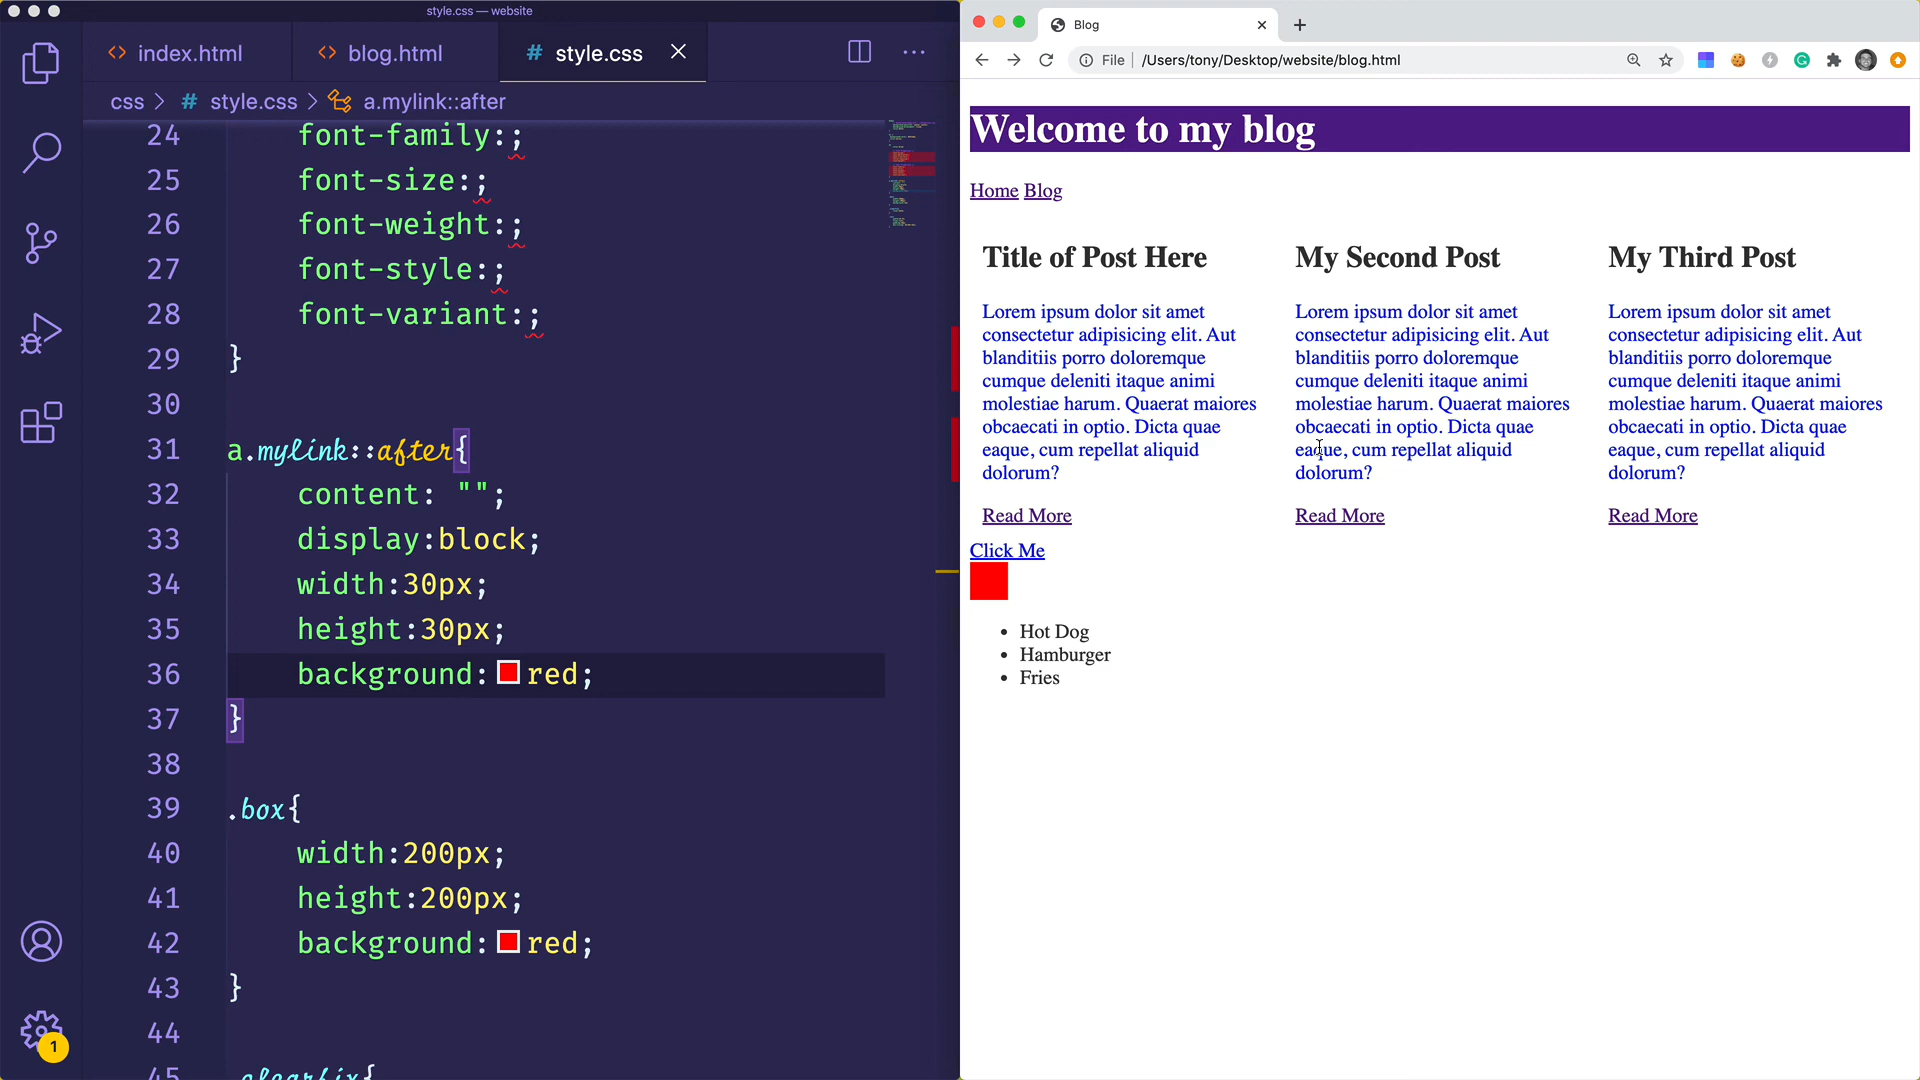 style.css — website
index.html
blog.html
# style.css
css > # style.css > a.mylink::after
24 font-family:;
25 font-size:;
26 font-weight:;
27 font-style:;
28 font-variant:;
29 }
30
31 a.mylink::after{
32 content: "";
33 display:block;
34 width:30px;
35 height:30px;
36 background: red;
37 }
38
39 .box{
40 width:200px;
41 height:200px;
42 background: red;
43 }
44
45 .clearfix{
1
Blog
File /Users/tony/Desktop/website/blog.html
Welcome to my blog
Home Blog
Title of Post Here
Lorem ipsum dolor sit amet
consectetur adipisicing elit. Aut
blanditiis porro doloremque
cumque deleniti itaque animi
molestiae harum. Quaerat maiores
obcaecati in optio. Dicta quae
eaque, cum repellat aliquid
dolorum?
Read More
My Second Post
Lorem ipsum dolor sit amet
consectetur adipisicing elit. Aut
blanditiis porro doloremque
cumque deleniti itaque animi
molestiae harum. Quaerat maiores
obcaecati in optio. Dicta quae
eaque, cum repellat aliquid
dolorum?
Read More
My Third Post
Lorem ipsum dolor sit amet
consectetur adipisicing elit. Aut
blanditiis porro doloremque
cumque deleniti itaque animi
molestiae harum. Quaerat maiores
obcaecati in optio. Dicta quae
eaque, cum repellat aliquid
dolorum?
Read More
Click Me
• Hot Dog
• Hamburger
• Fries